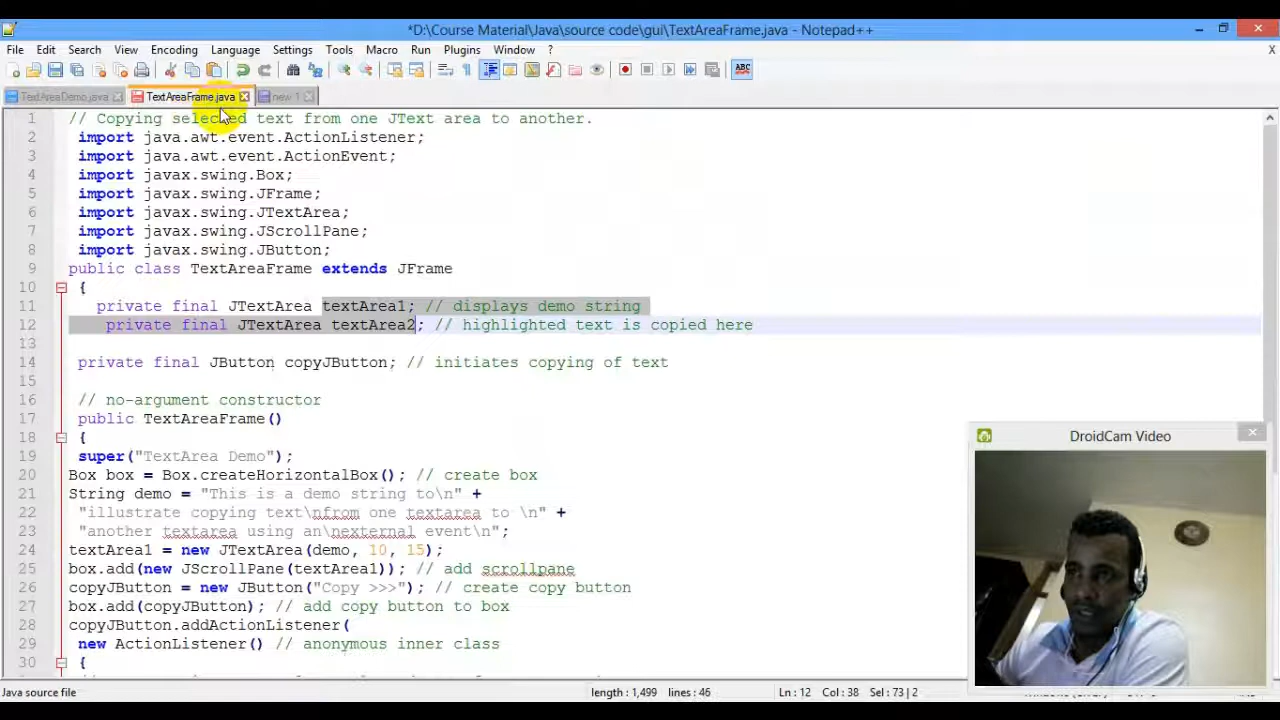 *D:\Course Material\Java\source code\gui\TextAreaFrame.java - Notepad++
File Edit Search View Encoding Language Settings Tools Macro Run Plugins Window ? X
TextAreaDemo.java TextAreaFrame.java new 1
1 // Copying selected text from one JText area to another.
2 import java.awt.event.ActionListener;
3 import java.awt.event.ActionEvent;
4 import javax.swing.Box;
5 import javax.swing.JFrame;
6 import javax.swing.JTextArea;
7 import javax.swing.JScrollPane;
8 import javax.swing.JButton;
9 public class TextAreaFrame extends JFrame
10 {
11 private final JTextArea textArea1; // displays demo string
12 private final JTextArea textArea2; // highlighted text is copied here
13
14 private final JButton copyJButton; // initiates copying of text
15
16 // no-argument constructor
17 public TextAreaFrame()
18 {
19 super("TextArea Demo");
20 Box box = Box.createHorizontalBox(); // create box
21 String demo = "This is a demo string to\n" +
22 "illustrate copying text\nfrom one textarea to \n" +
23 "another textarea using an\nexternal event\n";
24 textArea1 = new JTextArea(demo, 10, 15);
25 box.add(new JScrollPane(textArea1)); // add scrollpane
26 copyJButton = new JButton("Copy >>>"); // create copy button
27 box.add(copyJButton); // add copy button to box
28 copyJButton.addActionListener(
29 new ActionListener() // anonymous inner class
30 {
DroidCam Video
Java source file length : 1,499 lines : 46 Ln : 12 Col : 38 Sel : 73 | 2